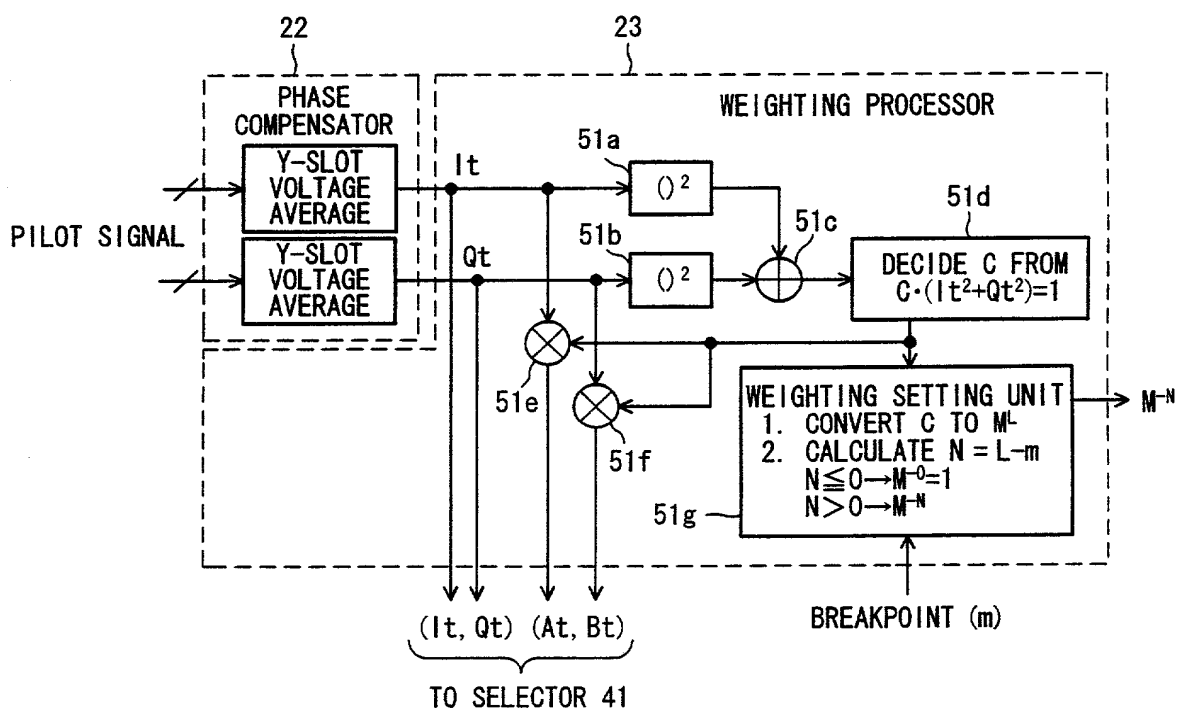 22
23
PHASE
COMPENSATOR
WEIGHTING PROCESSOR
Y-SLOT
VOLTAGE
AVERAGE
It
51a
()²
PILOT SIGNAL
Y-SLOT
VOLTAGE
AVERAGE
Qt
51b
()²
51c
51d
DECIDE C FROM
C·(It²+Qt²)=1
51e
51f
WEIGHTING SETTING UNIT
1. CONVERT C TO Mᴸ
2. CALCULATE N = L-m
N≦0→M⁻⁰=1
N>0→M⁻ᴺ
M⁻ᴺ
51g
(It, Qt) (At, Bt)
BREAKPOINT (m)
TO SELECTOR 41